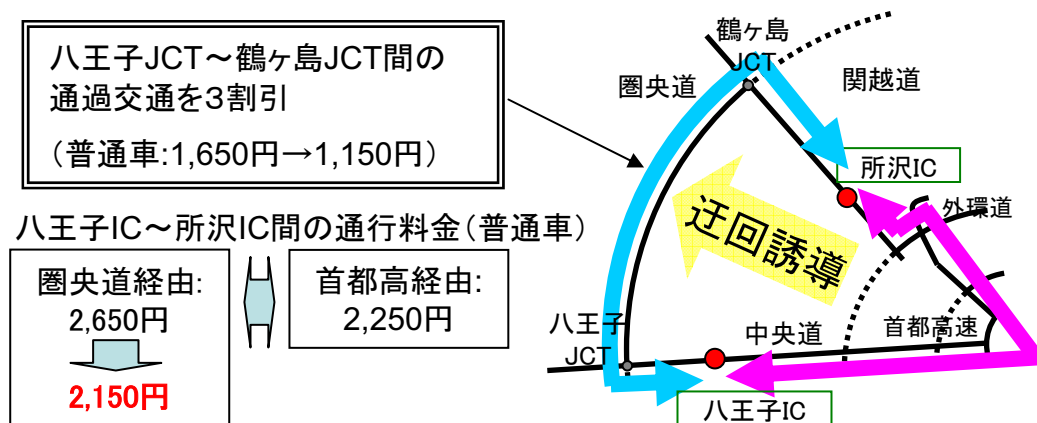 八王子JCT～鶴ヶ島JCT間の
通過交通を3割引
（普通車:1,650円→1,150円）
八王子IC～所沢IC間の通行料金（普通車）
圏央道経由:
2,650円
2,150円
首都高経由:
2,250円
鶴ヶ島
JCT
圏央道
関越道
所沢IC
外環道
迂回誘導
首都高速
中央道
八王子
JCT
八王子IC